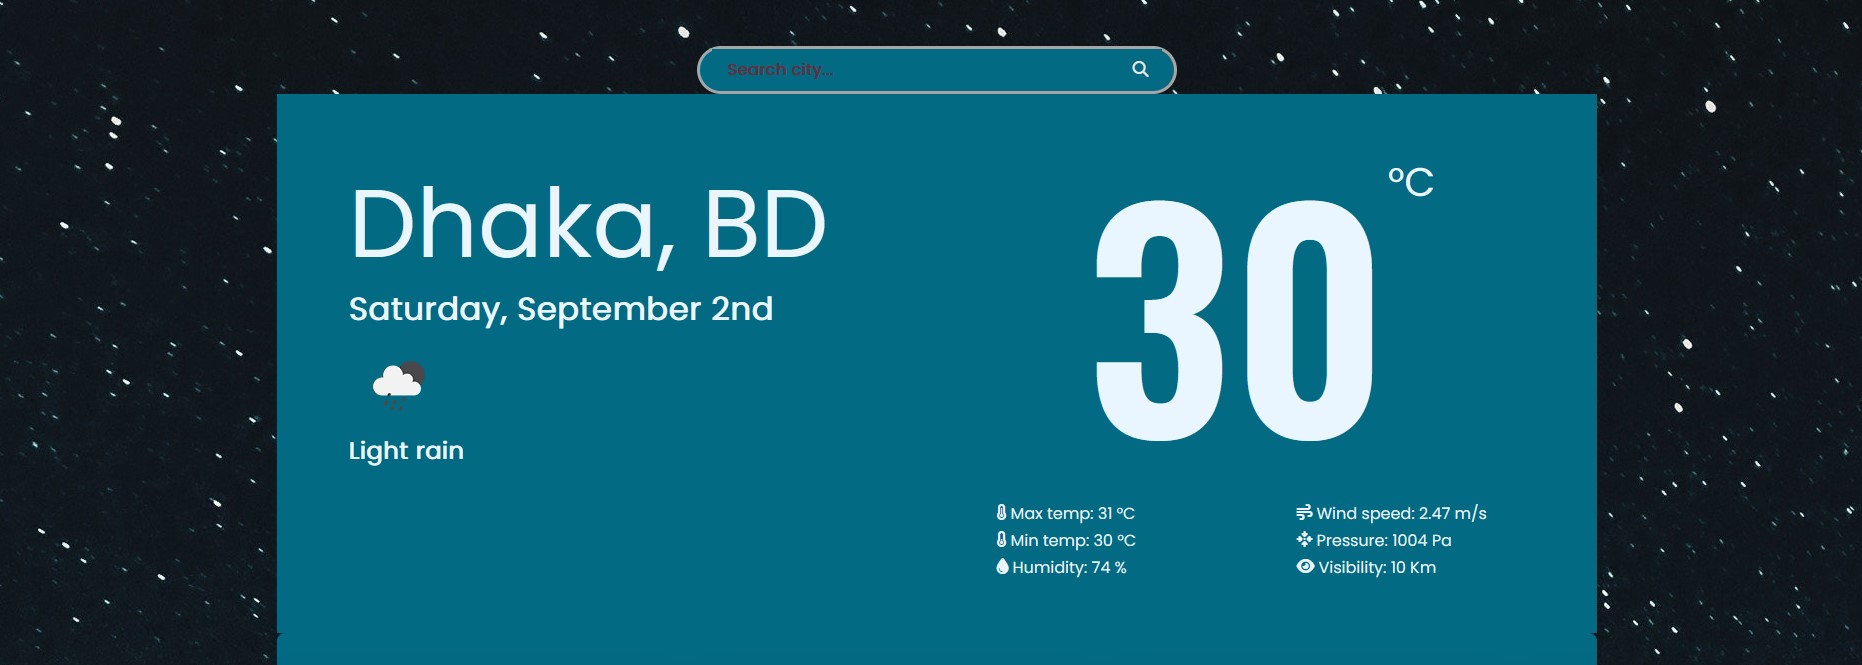 Search city...
Dhaka, BD
Saturday, September 2nd
Light rain
°C
30
Max temp: 31 °C
Min temp: 30 °C
Humidity: 74 %
Wind speed: 2.47 m/s
Pressure: 1004 Pa
Visibility: 10 Km